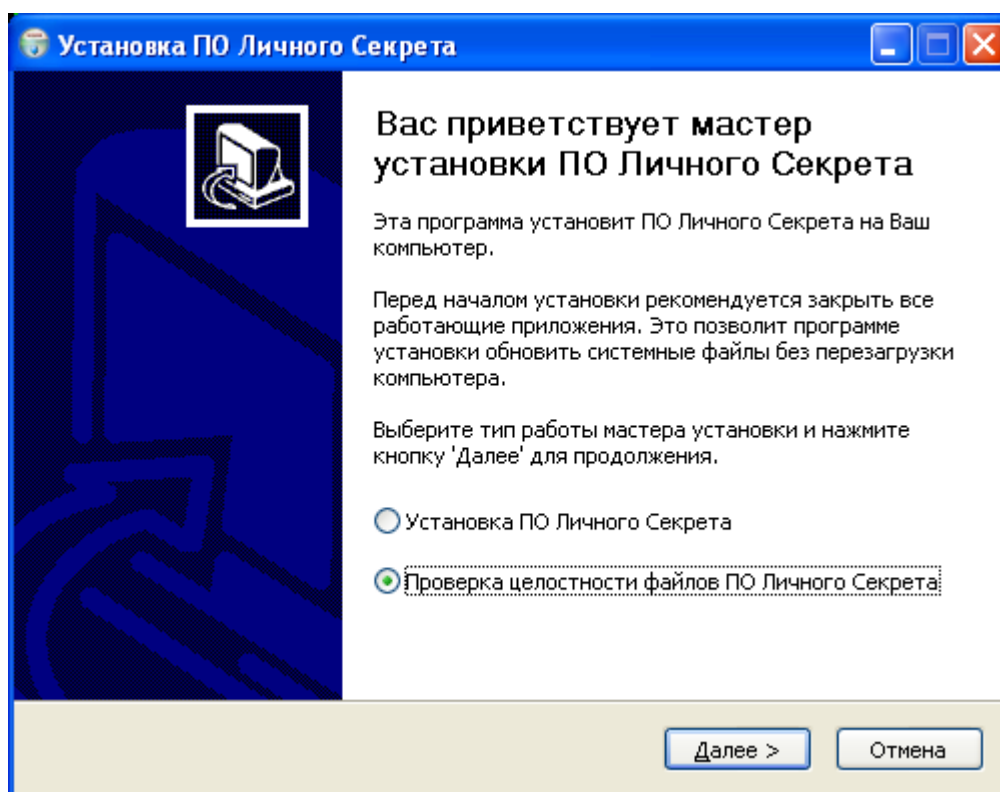 Установка ПО Личного Секрета
Вас приветствует мастер
установки ПО Личного Секрета
Эта программа установит ПО Личного Секрета на Ваш
компьютер.
Перед началом установки рекомендуется закрыть все
работающие приложения. Это позволит программе
установки обновить системные файлы без перезагрузки
компьютера.
Выберите тип работы мастера установки и нажмите
кнопку 'Далее' для продолжения.
Установка ПО Личного Секрета
Проверка целостности файлов ПО Личного Секрета
Далее >
Отмена